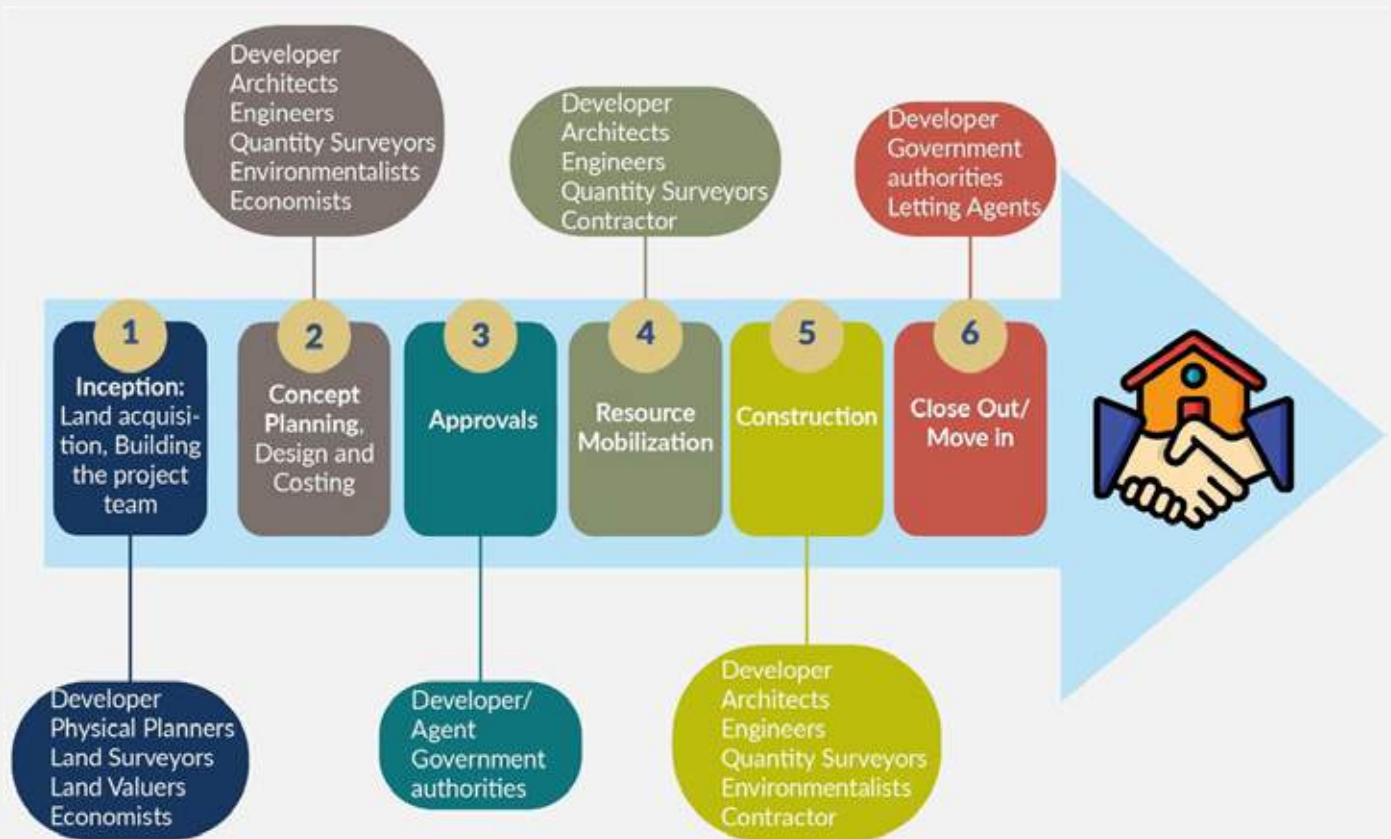 Developer
Architects
Engineers
Quantity Surveyors
Environmentalists
Economists
Developer
Architects
Engineers
Quantity Surveyors
Contractor
Developer
Government
authorities
Letting Agents
1
Inception:
Land acquisi-
tion, Building
the project
team
2
Concept
Planning,
Design and
Costing
3
Approvals
4
Resource
Mobilization
5
Construction
6
Close Out/
Move in
Developer
Physical Planners
Land Surveyors
Land Valuers
Economists
Developer/
Agent
Government
authorities
Developer
Architects
Engineers
Quantity Surveyors
Environmentalists
Contractor